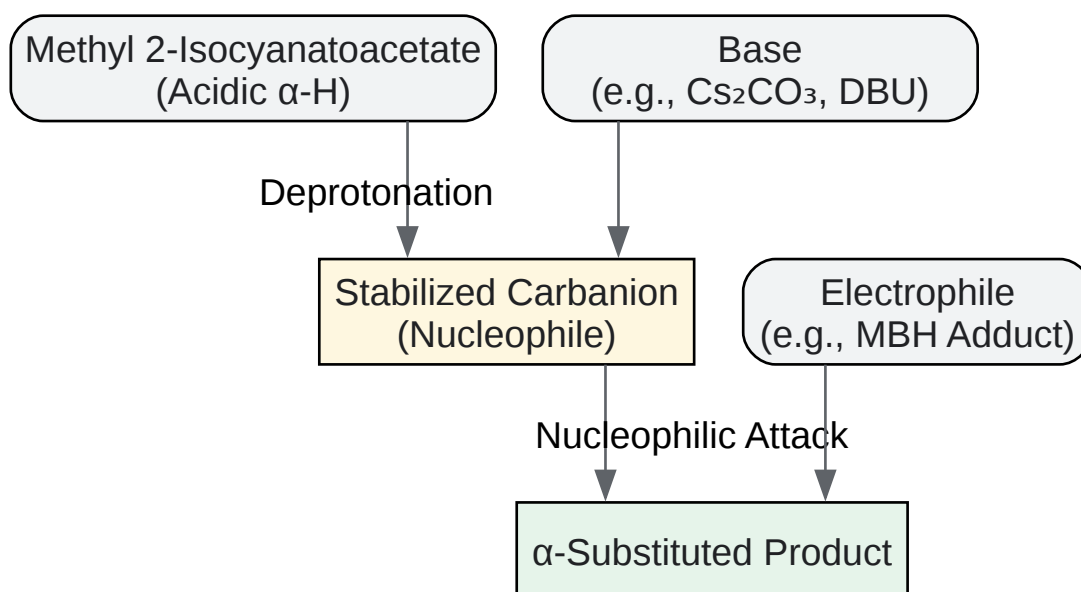 Methyl 2-Isocyanatoacetate
(Acidic α-H)
Base
(e.g., Cs₂CO₃, DBU)
Deprotonation
Stabilized Carbanion
(Nucleophile)
Electrophile
(e.g., MBH Adduct)
Nucleophilic Attack
α-Substituted Product